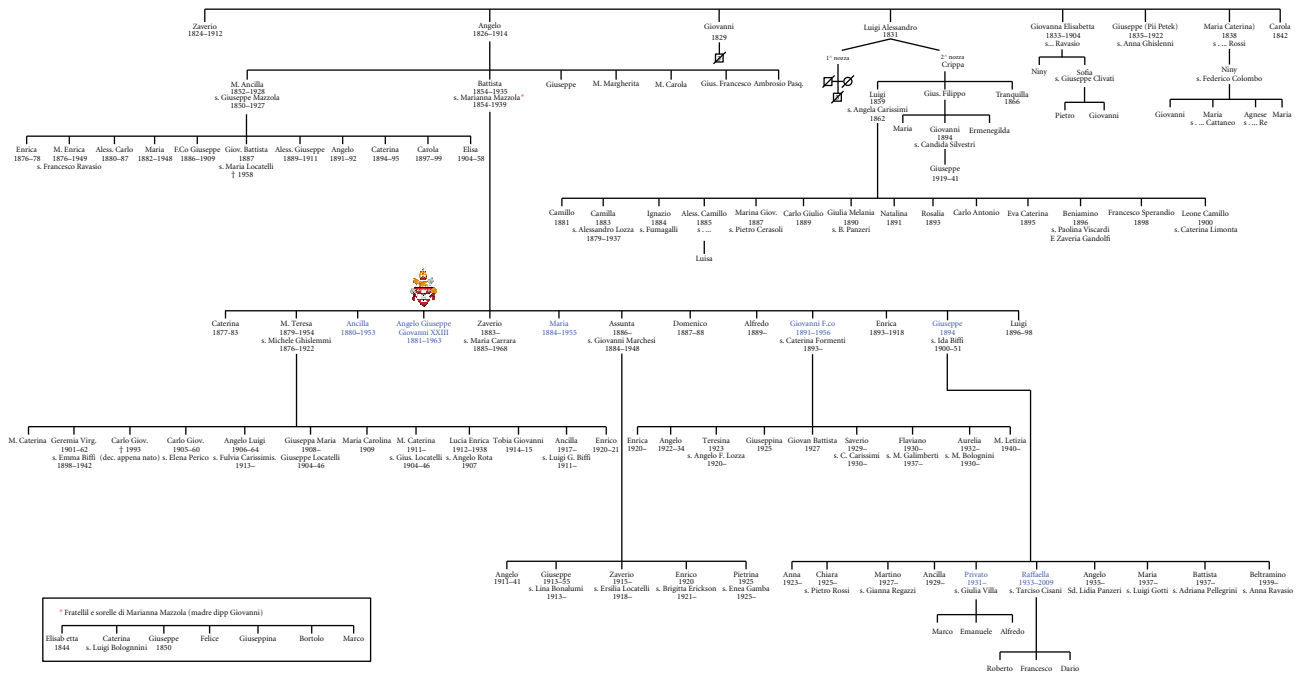 Zaverio
1824–1912
Angelo
1826–1914
Giovanni
1829
Luigi Alessandro
1831
Giovanna Elisabetta
1833–1904
s... Ravasio
Giuseppe (Pii Petek)
1835–1922
s. Anna Ghislenni
Maria Caterina)
1838
s . ... Rossi
Carola
1842
1° nozza
2° nozza
Crippa
Niny
Sofia
s. Giuseppe Clivati
Niny
s. Federico Colombo
M. Ancilla
1852–1928
s. Giuseppe Mazzola
1850–1927
Battista
1854–1935
s. Marianna Mazzola*
1854-1939
Giuseppe
M. Margherita
M. Carola
Gius. Francesco
Ambrosio Pasq.
Luigi
1859
s. Angela Carissimi
1862
Gius. Filippo
Tranquilla
1866
Pietro
Giovanni
Giovanni
Maria
s . ... Cattaneo
Agnese
s . ... Re
Maria
Maria
Giovanni
1894
s. Candida Silvestri
Ermenegilda
Giuseppe
1919–41
Enrica
1876–78
M. Enrica
1876–1949
s. Francesco Ravasio
Aless. Carlo
1880–87
Maria
1882–1948
F.Co Giuseppe
1886–1909
Giov. Battista
1887
s. Maria Locatelli
† 1958
Aless. Giuseppe
1889–1911
Angelo
1891–92
Caterina
1894–95
Carola
1897–99
Elisa
1904–58
Camillo
1881
Camilla
1883
s. Alessandro Lozza
1879–1937
Ignazio
1884
s. Fumagalli
Aless. Camillo
1885
s . ...
Marina Giov.
1887
s. Pietro Cerasoli
Carlo Giulio
1889
Giulia Melania
1890
s. B. Panzeri
Natalina
1891
Rosalia
1893
Carlo Antonio
Eva Caterina
1895
Beniamino
1896
s. Paolina Viscardi
E Zaveria Gandolfi
Francesco Sperandio
1898
Leone Camillo
1900
s. Caterina Limonta
Luisa
Caterina
1877-83
M. Teresa
1879–1954
s. Michele Ghislemmi
1876–1922
Ancilla
1880–1953
Angelo Giuseppe
Giovanni XXIII
1881–1963
Zaverio
1883–
s. Maria Carrara
1885–1968
Maria
1884–1955
Assunta
1886–
s. Giovanni Marchesi
1884–1948
Domenico
1887–88
Alfredo
1889–
Giovanni F.co
1891–1956
s. Caterina Formenti
1893–
Enrica
1893–1918
Giuseppe
1894
s. Ida Biffi
1900–51
Luigi
1896–98
M. Caterina
Geremia Virg.
1901–62
s. Emma Biffi
1898–1942
Carlo Giov.
† 1993
(dec. appena nato)
Carlo Giov.
1905–60
s. Elena Perico
Angelo Luigi
1906–64
s. Fulvia Carissimis.
1913–
Giuseppa Maria
1908–
Giuseppe Locatelli
1904–46
Maria Carolina
1909
M. Caterina
1911–
s. Gius. Locatelli
1904–46
Lucia Enrica
1912–1938
s. Angelo Rota
1907
Tobia Giovanni
1914–15
Ancilla
1917–
s. Luigi G. Biffi
1911–
Enrico
1920–21
Enrica
1920–
Angelo
1922–34
Teresina
1923
s. Angelo F. Lozza
1920–
Giuseppina
1925
Giovan Battista
Saverio
1929–
s. C. Carissimi
1930–
Flaviano
1930–
s. M. Galimberti
1937–
Aurelia
1932–
s. M. Bolognini
1930–
M. Letizia
1940–
Angelo
1911–41
Giuseppe
1913–55
s. Lina Bonalumi
1913–
Zaverio
1915–
s. Ersilia Locatelli
1918–
Enrico
1920
s. Brigitta Erickson
1921–
Pietrina
1925
s. Enea Gamba
1925–
Anna
1923–
Chiara
1925–
s. Pietro Rossi
Martino
1927–
s. Gianna Regazzi
Ancilla
1929–
Privato
1931–
s. Giulia Villa
Raffaella
1933–2009
s. Tarciso Cisani
Angelo
1935–
Sd. Lidia Panzeri
Maria
1937–
s. Luigi Gotti
Battista
1937–
s. Adriana Pellegrini
Beltramino
1939–
s. Anna Ravasio
Marco
Emanuele
Alfredo
Roberto
Francesco
Dario
* Fratellil e sorelle di Marianna Mazzola (madre dipp Giovanni)
Elisab etta
1844
Caterina
s. Luigi Bolognnini
Giuseppe
1850
Felice
Giuseppina
Bortolo
Marco